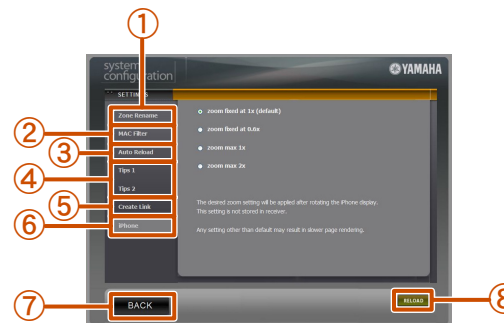 ①
system
configuration
YAMAHA
SETTINGS
Zone Rename
② MAC Filter
③ Auto Reload
④ Tips 1
Tips 2
⑤ Create Link
⑥ iPhone
zoom fixed at 1x (default)
zoom fixed at 0.6x
zoom max 1x
zoom max 2x
The desired zoom setting will be applied after rotating the iPhone display.
This setting is not stored in receiver.
Any setting other than default may result in slower page rendering.
⑦ BACK
RELOAD ⑧